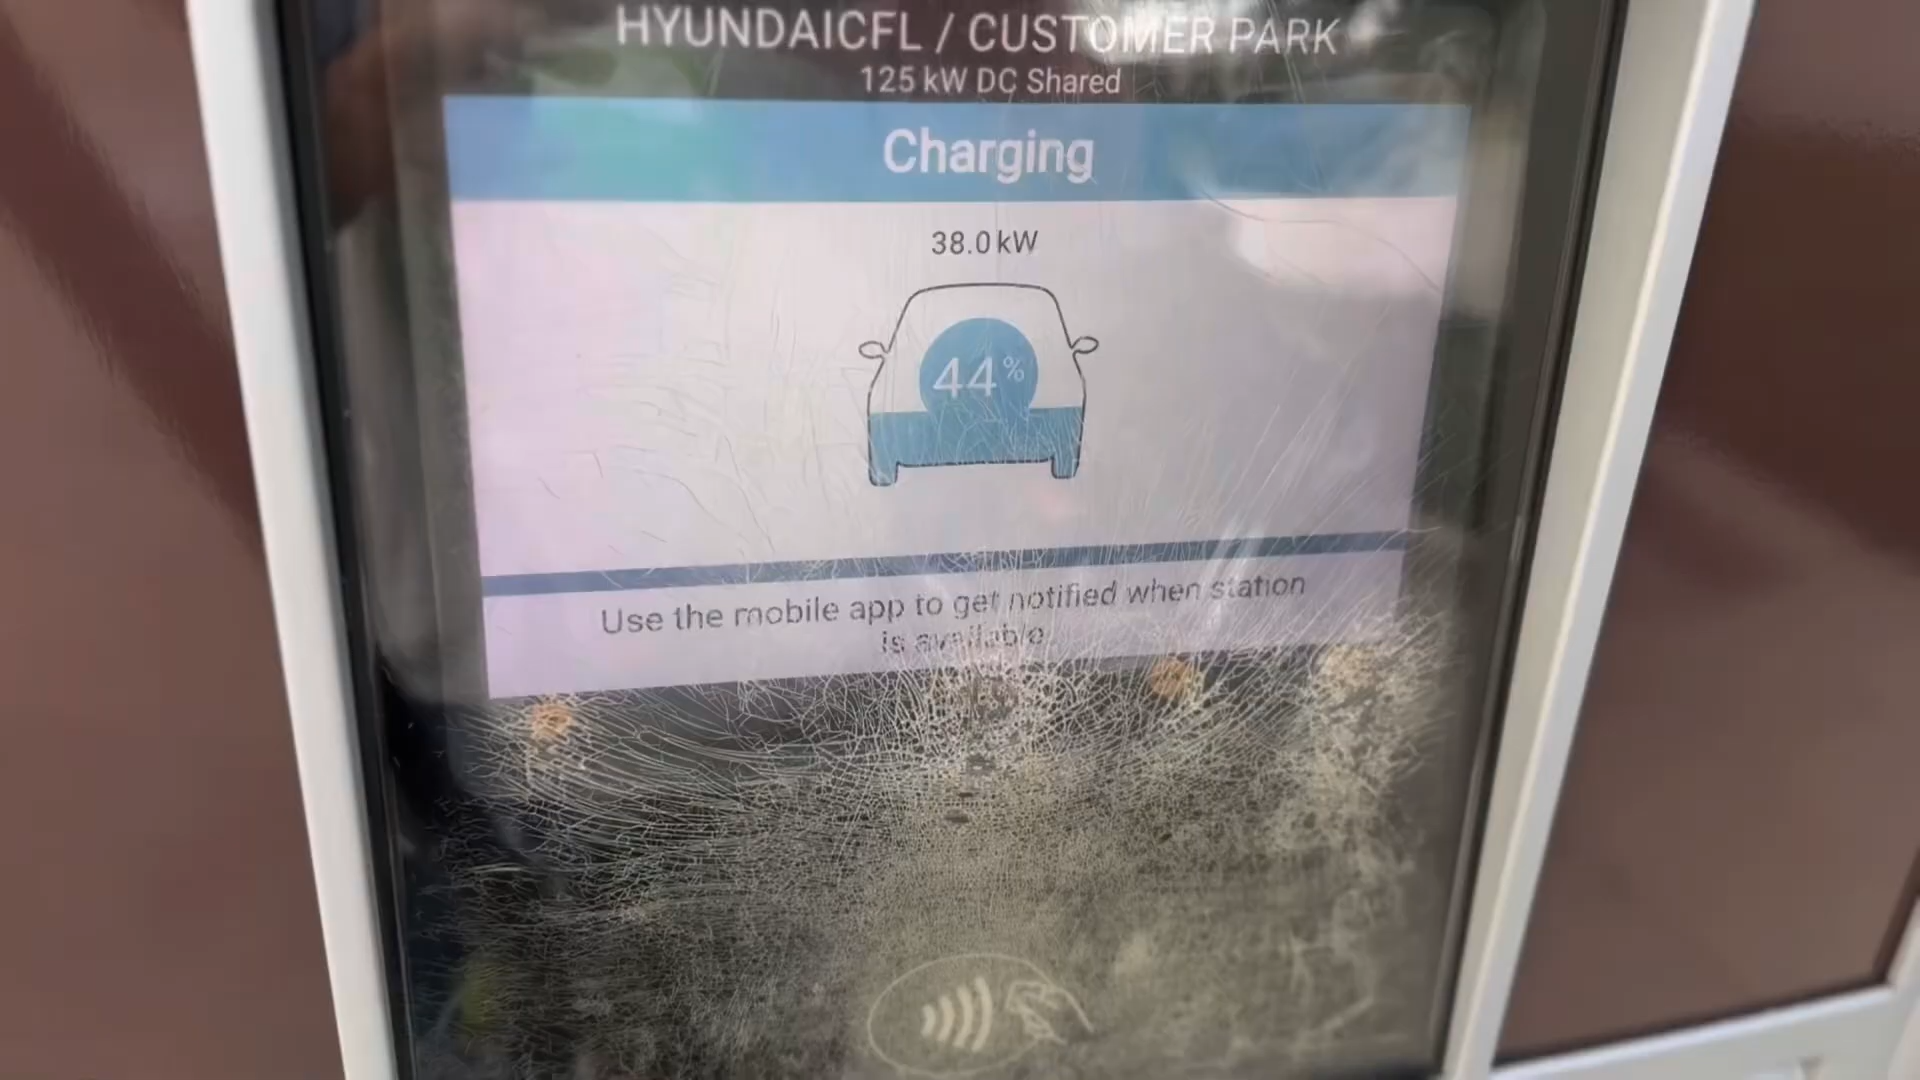 HYUNDAICFL / CUSTOMER PARK
125 kW DC Shared
Charging
38.0 kW
44%
Use the mobile app to get notified when station
is available